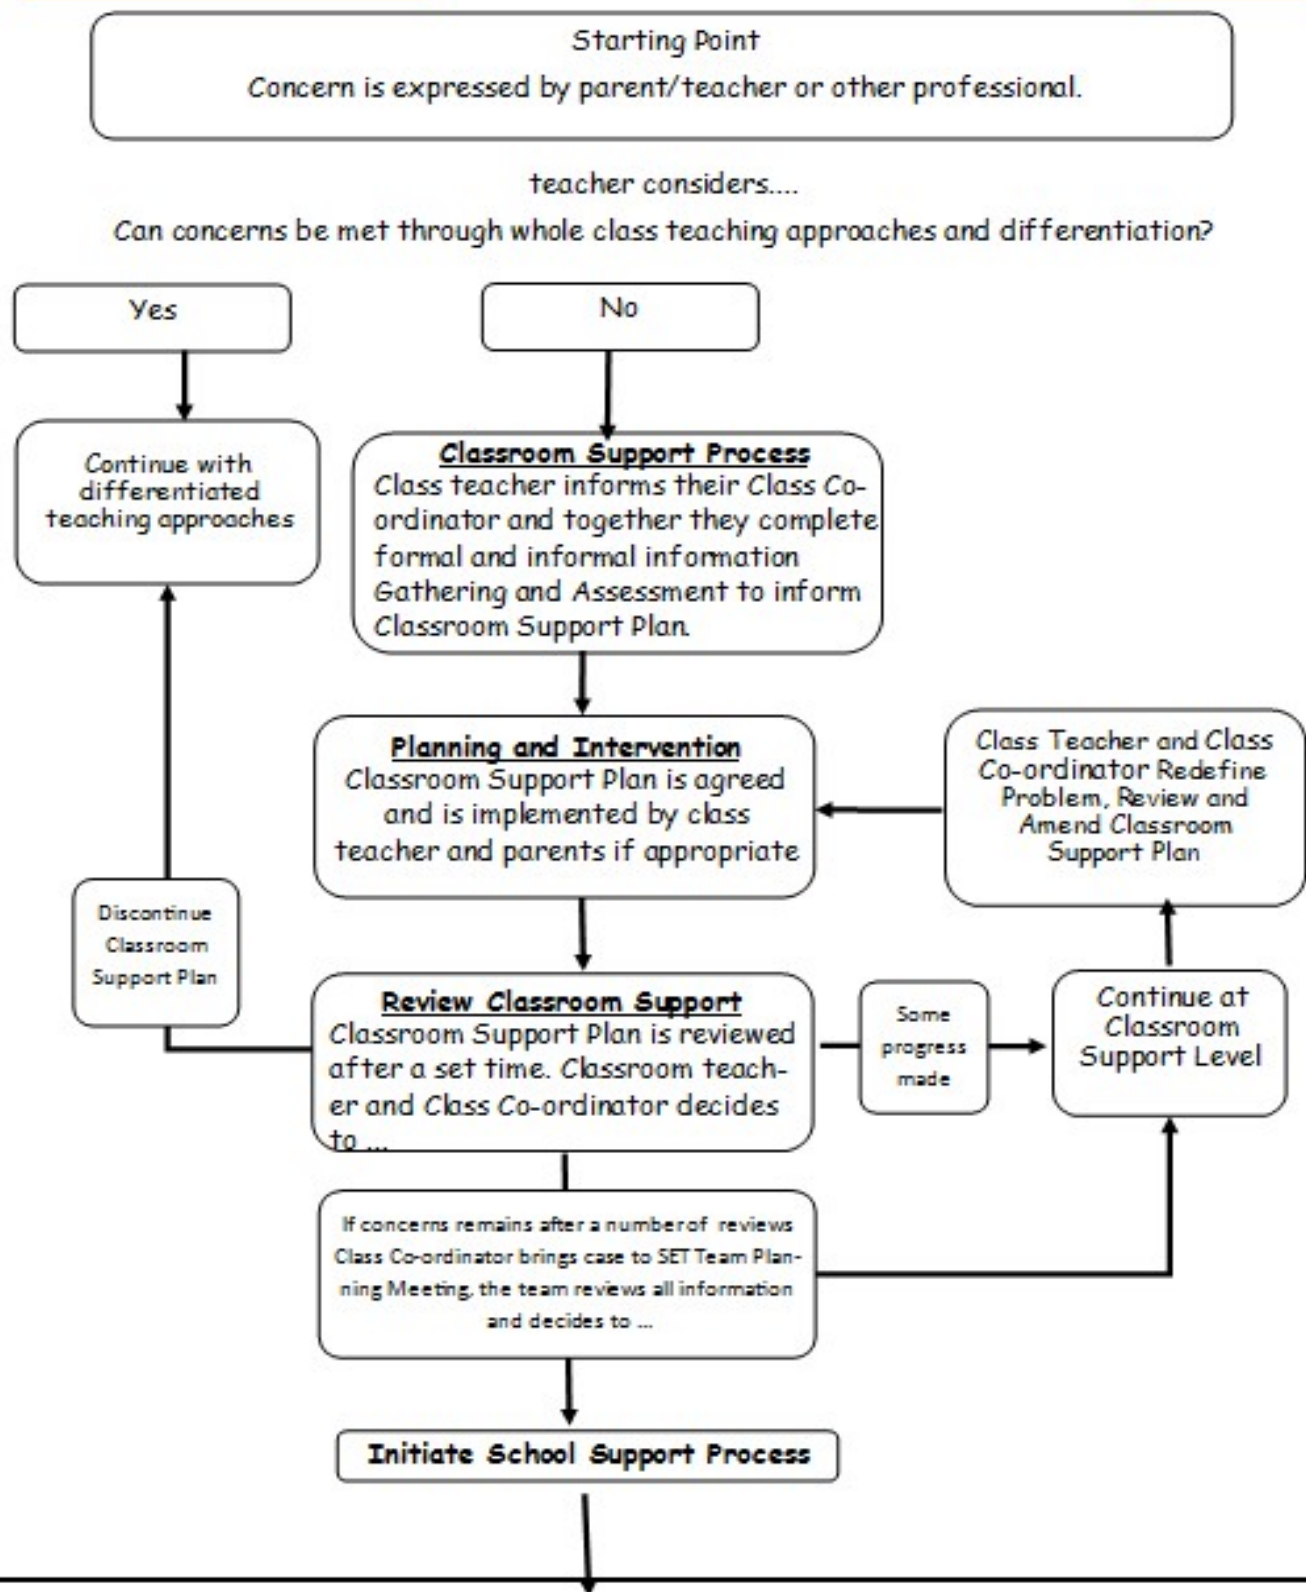 Starting Point
Concern is expressed by parent/teacher or other professional.
teacher considers....
Can concerns be met through whole class teaching approaches and differentiation?
Yes
No
Continue with
differentiated
teaching approaches
Classroom Support Process
Class teacher informs their Class Co-
ordinator and together they complete
formal and informal information
Gathering and Assessment to inform
Classroom Support Plan.
Planning and Intervention
Classroom Support Plan is agreed
and is implemented by class
teacher and parents if appropriate
Class Teacher and Class
Co-ordinator Redefine
Problem, Review and
Amend Classroom
Support Plan
Discontinue
Classroom
Support Plan
Review Classroom Support
Classroom Support Plan is reviewed
after a set time. Classroom teach-
er and Class Co-ordinator decides
to ...
Some
progress
made
Continue at
Classroom
Support Level
If concerns remains after a number of reviews
Class Co-ordinator brings case to SET Team Plan-
ning Meeting, the team reviews all information
and decides to ...
Initiate School Support Process